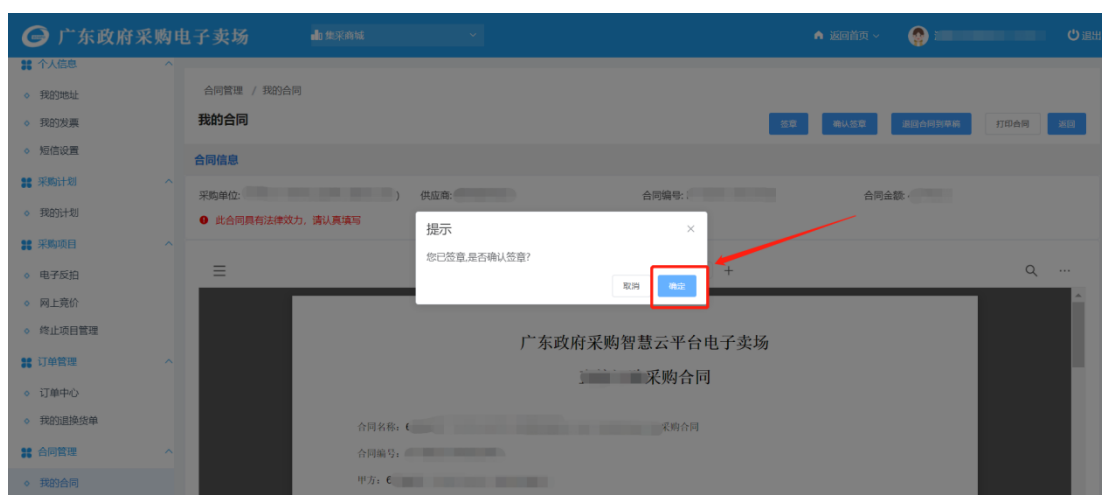 广东政府采购电子卖场
集采商城
返回首页
退出
个人信息
我的地址
我的发票
短信设置
采购计划
我的计划
采购项目
电子反拍
网上竞价
终止项目管理
订单管理
订单中心
我的退换货单
合同管理
我的合同
合同管理 / 我的合同
我的合同
签章 确认签章 退回合同到草稿 打印合同 返回
合同信息
采购单位: ) 供应商: 合同编号: 合同金额:
此合同具有法律效力，请认真填写
提示
您已签章,是否确认签章?
取消 确定
广东政府采购智慧云平台电子卖场
采购合同
合同名称： 采购合同
合同编号：
甲方：